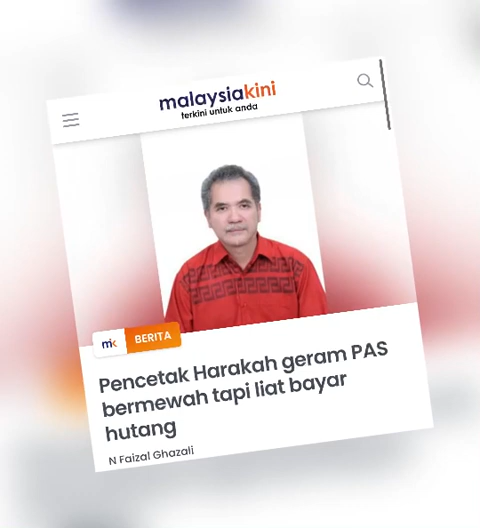 malaysiakini
terkini untuk anda
mk BERITA
Pencetak Harakah geram PAS
bermewah tapi liat bayar
hutang
N Faizal Ghazali